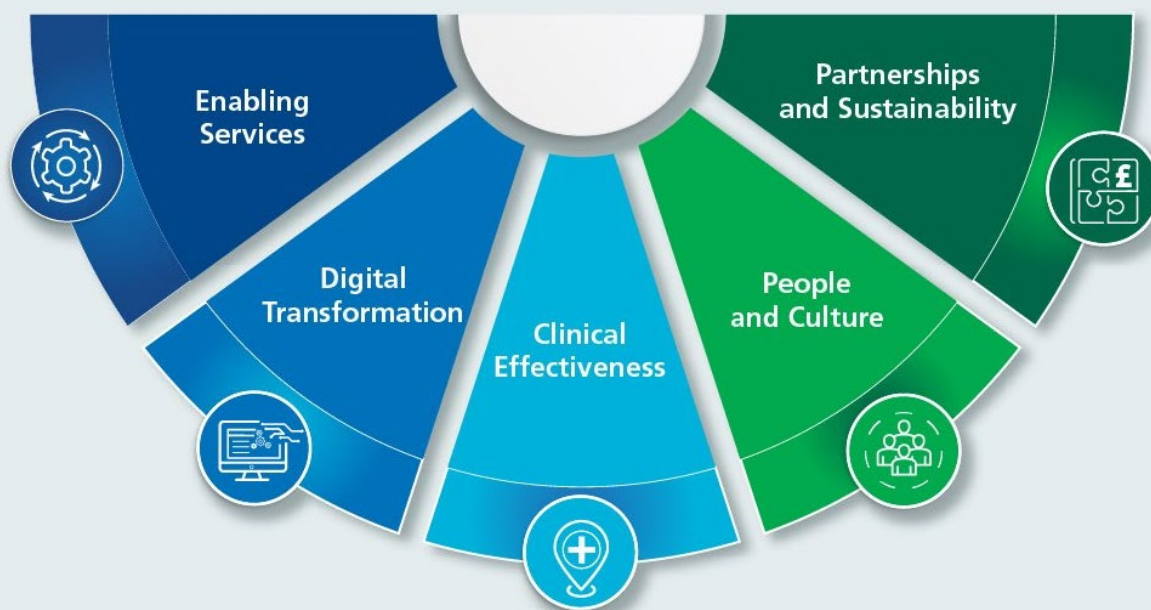 Enabling
Services
Digital
Transformation
Clinical
Effectiveness
People
and Culture
Partnerships
and Sustainability
£